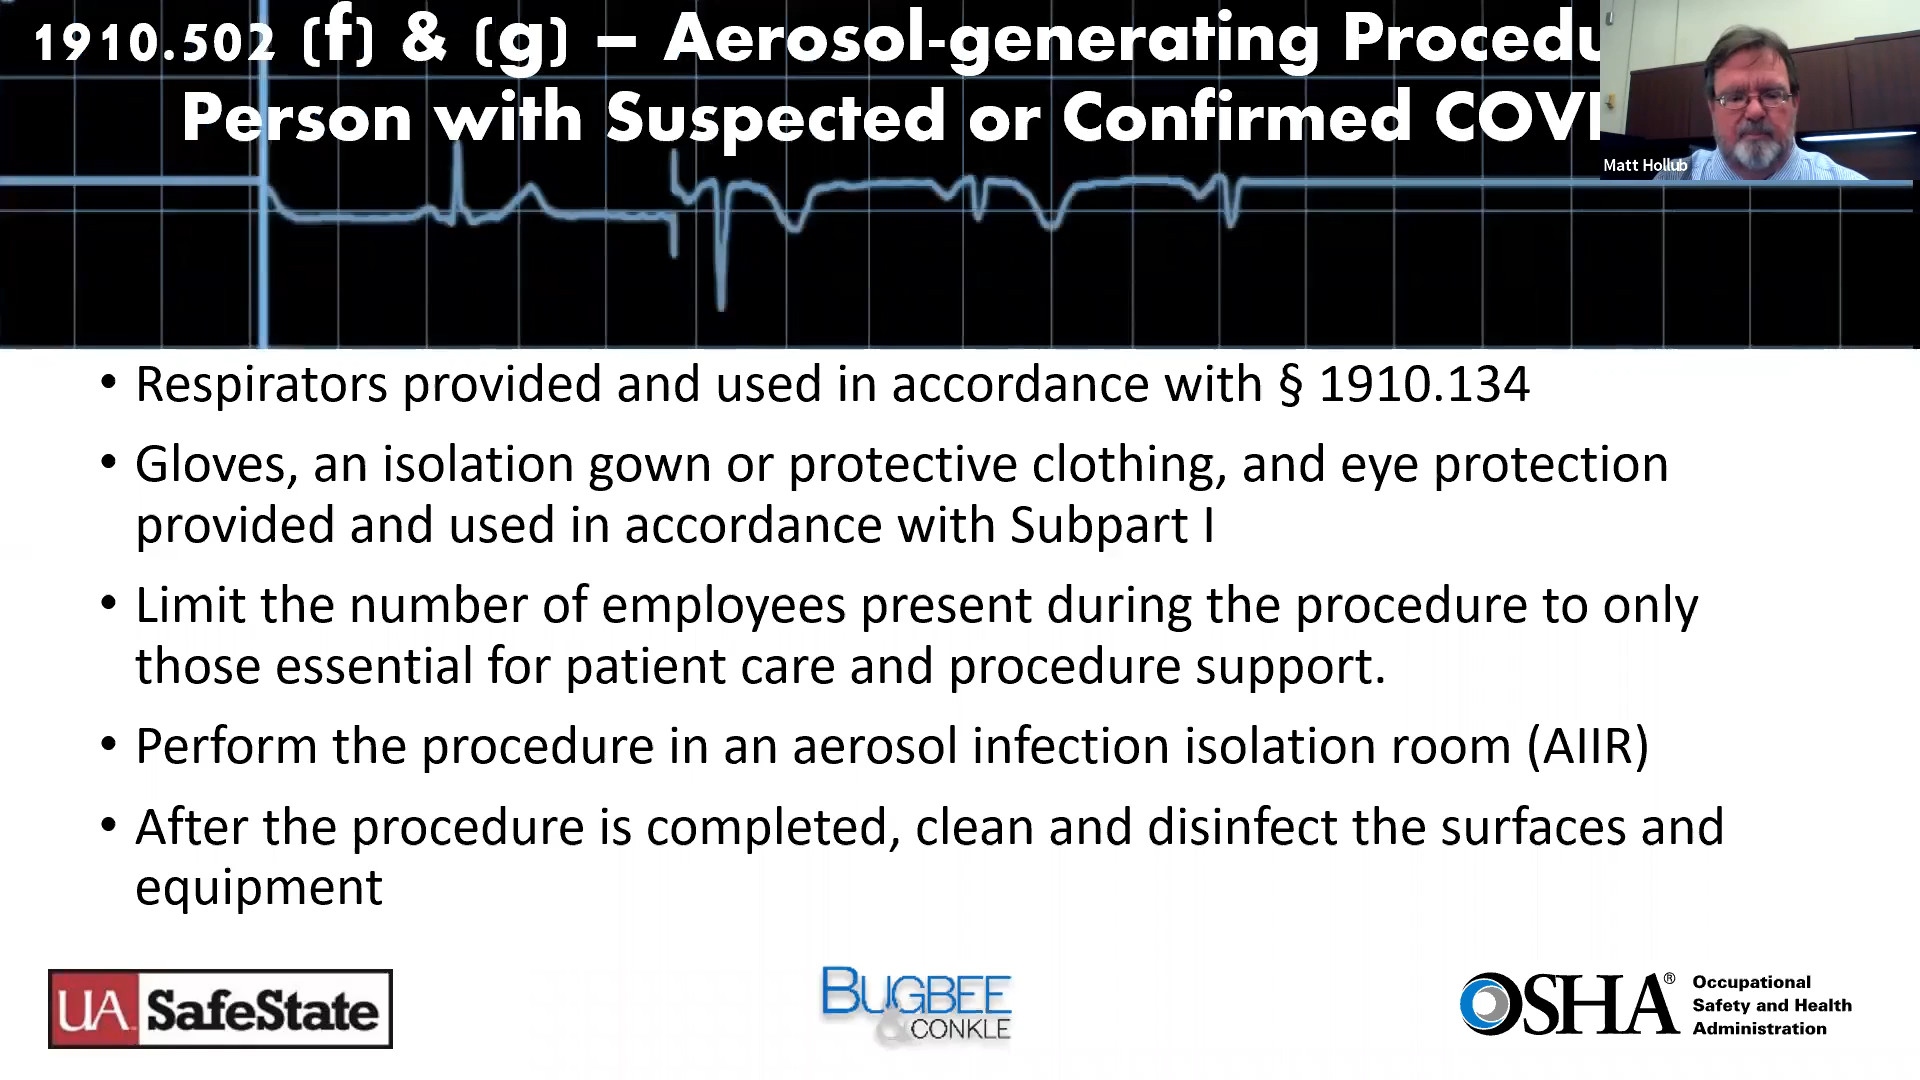 1910.502 (f) & (g) – Aerosol-generating Procedu
Person with Suspected or Confirmed COVI
Matt Hollub
• Respirators provided and used in accordance with § 1910.134
• Gloves, an isolation gown or protective clothing, and eye protection
provided and used in accordance with Subpart I
• Limit the number of employees present during the procedure to only
those essential for patient care and procedure support.
• Perform the procedure in an aerosol infection isolation room (AIIR)
• After the procedure is completed, clean and disinfect the surfaces and
equipment
UA SafeState
BUGBEE
& CONKLE
OSHA®
Occupational
Safety and Health
Administration